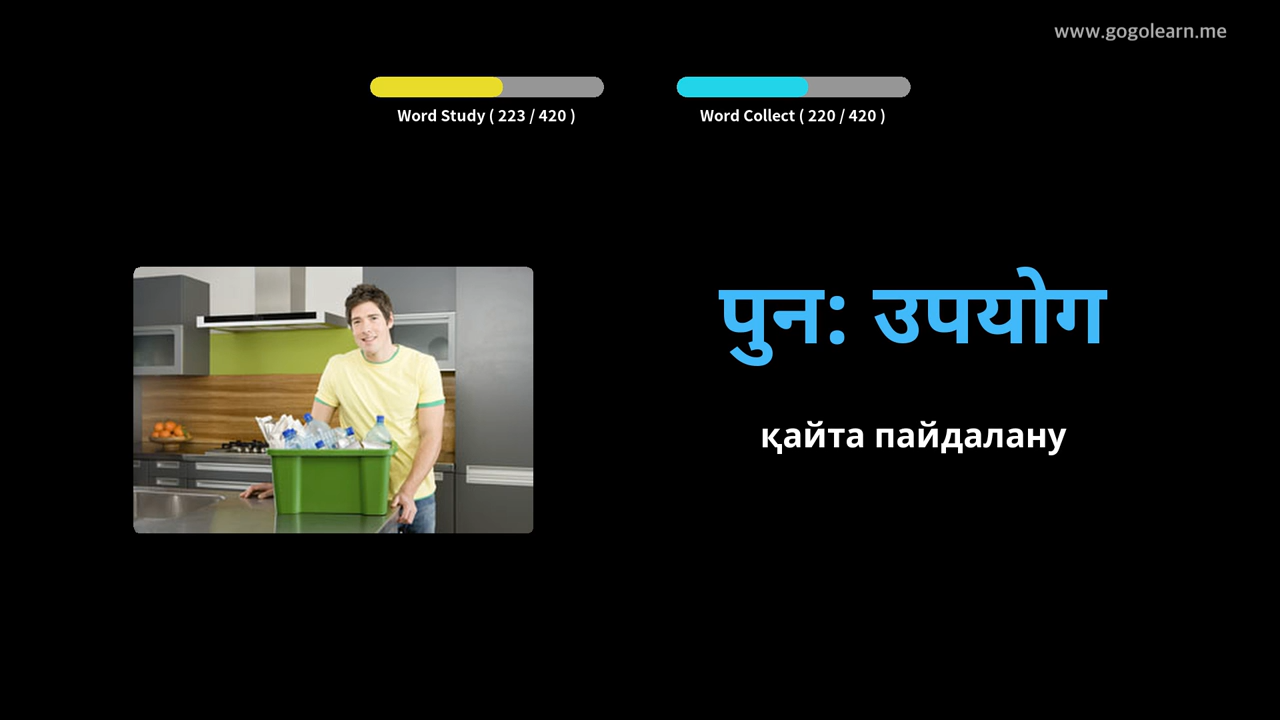 www.gogolearn.me
Word Study ( 223 / 420 )
Word Collect ( 220 / 420 )
पुन: उपयोग
қайта пайдалану